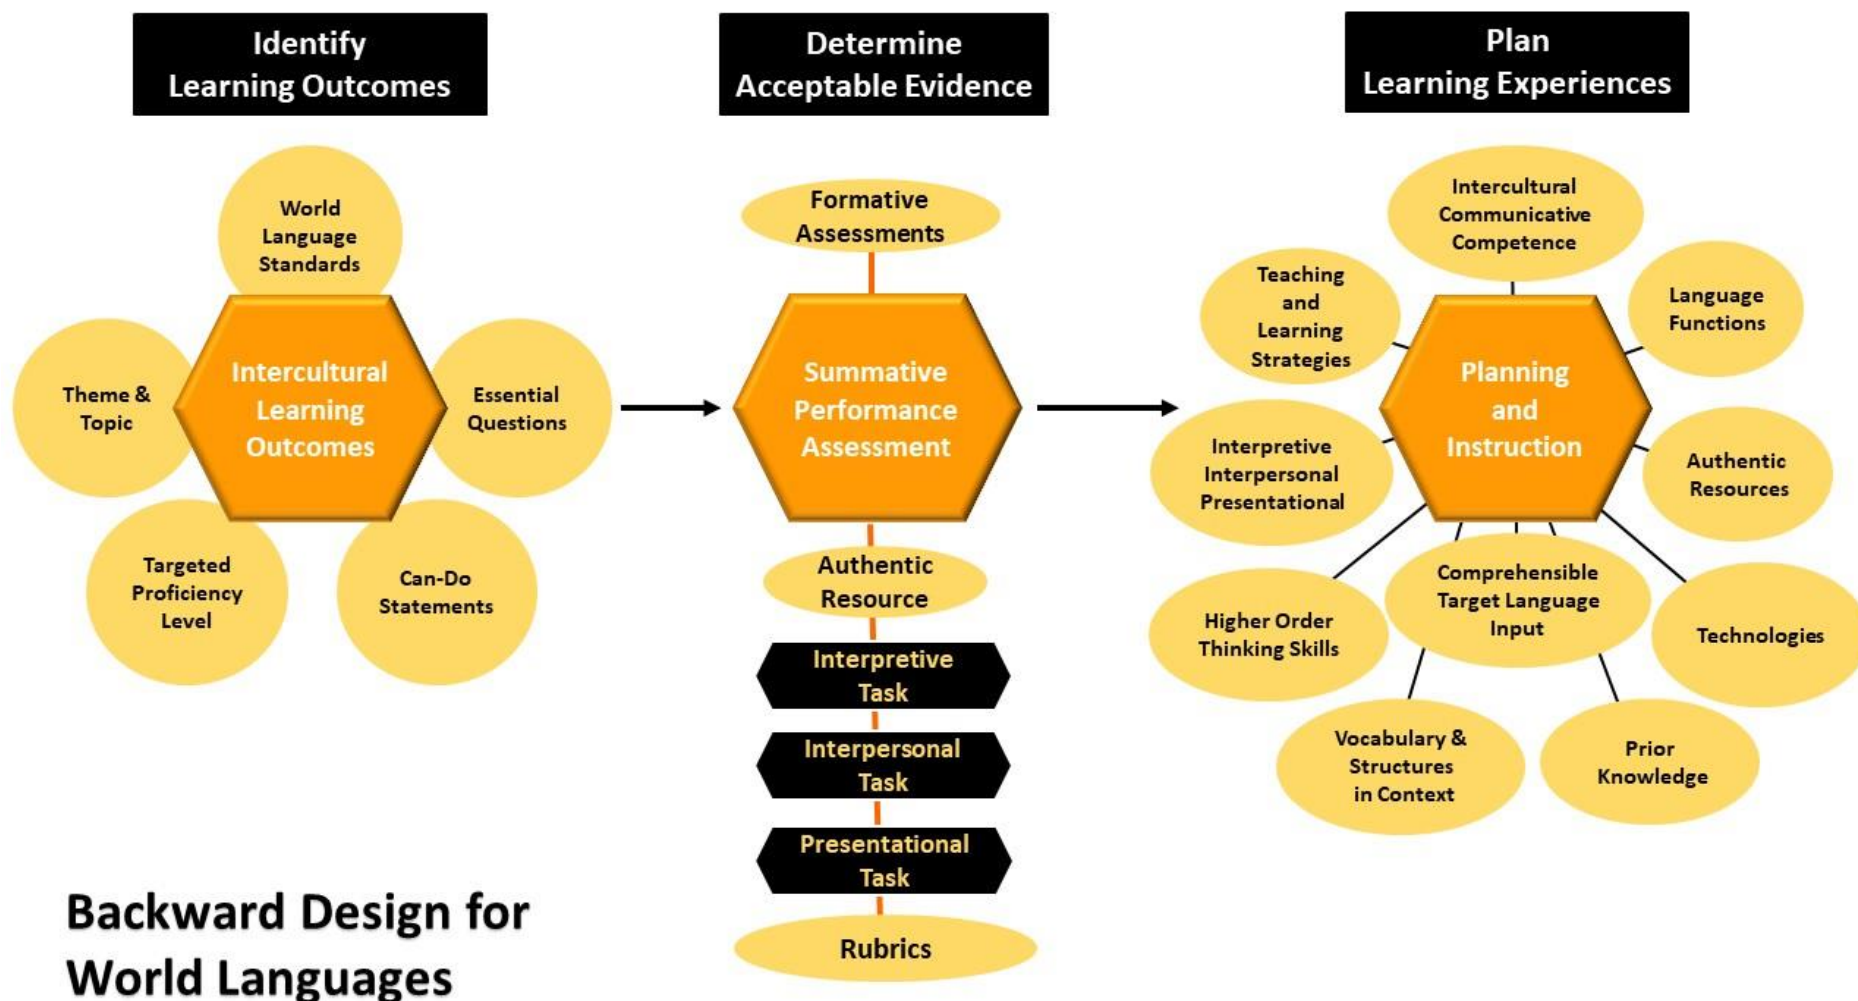 Identify
Learning Outcomes
World
Language
Standards
Theme &
Topic
Intercultural
Learning
Outcomes
Essential
Questions
Targeted
Proficiency
Level
Can-Do
Statements
Determine
Acceptable Evidence
Formative
Assessments
Summative
Performance
Assessment
Authentic
Resource
Interpretive
Task
Interpersonal
Task
Presentational
Task
Rubrics
Plan
Learning Experiences
Intercultural
Communicative
Competence
Teaching
and
Learning
Strategies
Language
Functions
Planning
and
Instruction
Interpretive
Interpersonal
Presentational
Authentic
Resources
Higher Order
Thinking Skills
Comprehensible
Target Language
Input
Technologies
Vocabulary &
Structures
in Context
Prior
Knowledge
Backward Design for
World Languages